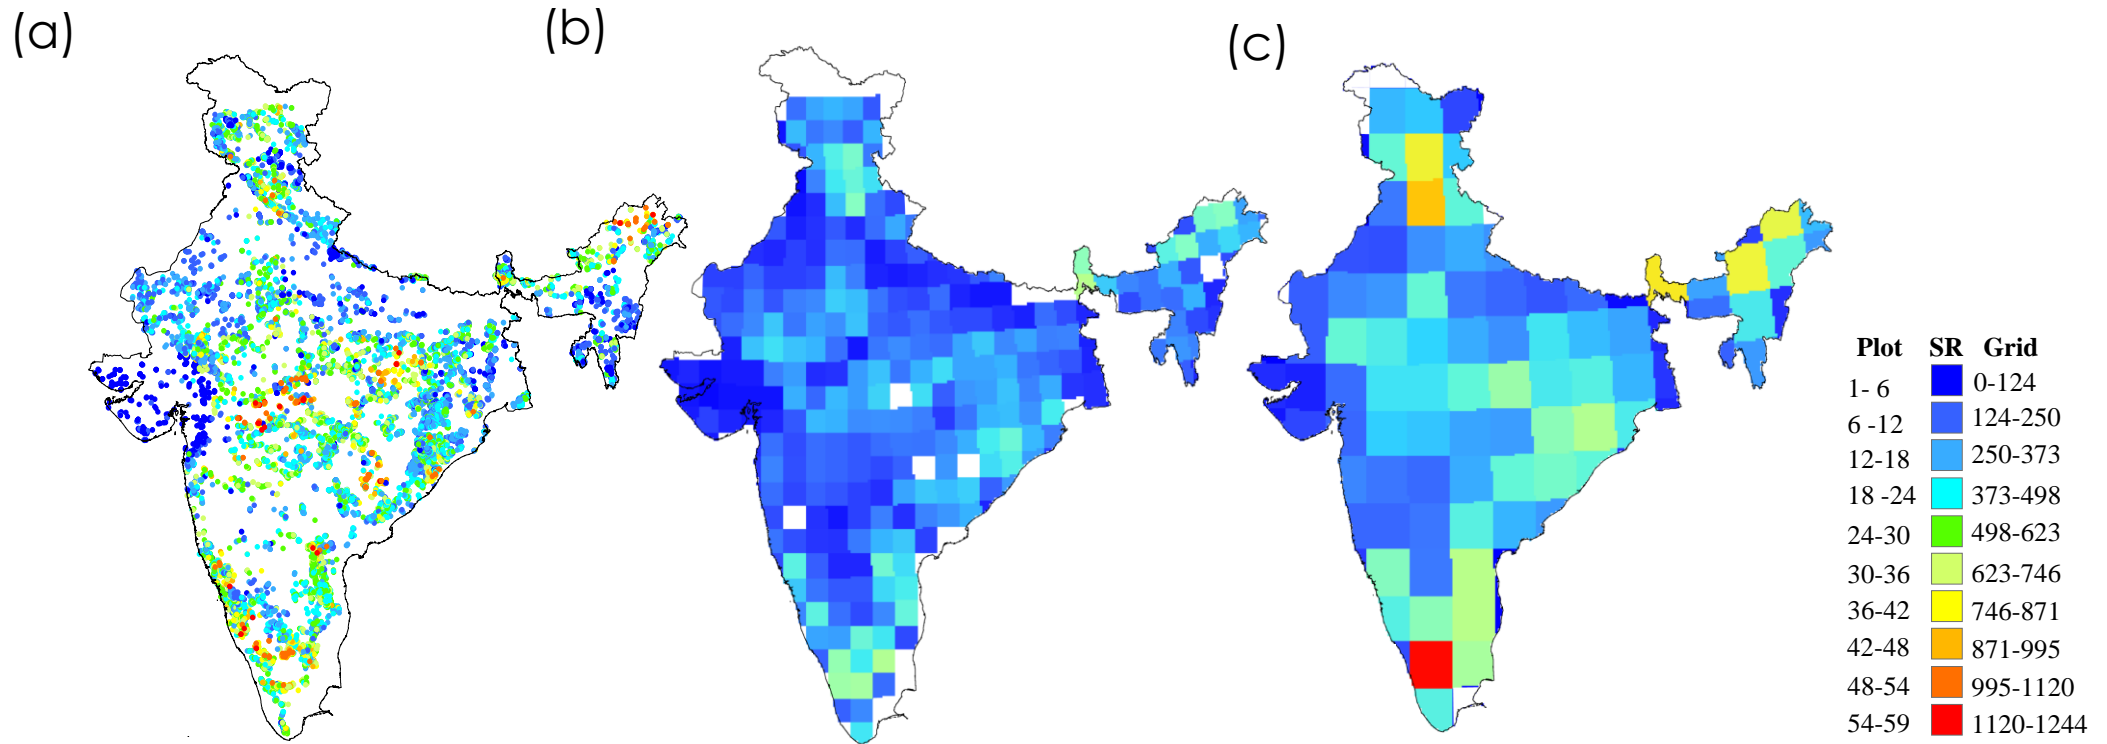 (a)
(b)
(c)
Plot SR Grid
1- 6 0-124
6 -12 124-250
12-18 250-373
18 -24 373-498
24-30 498-623
30-36 623-746
36-42 746-871
42-48 871-995
48-54 995-1120
54-59 1120-1244